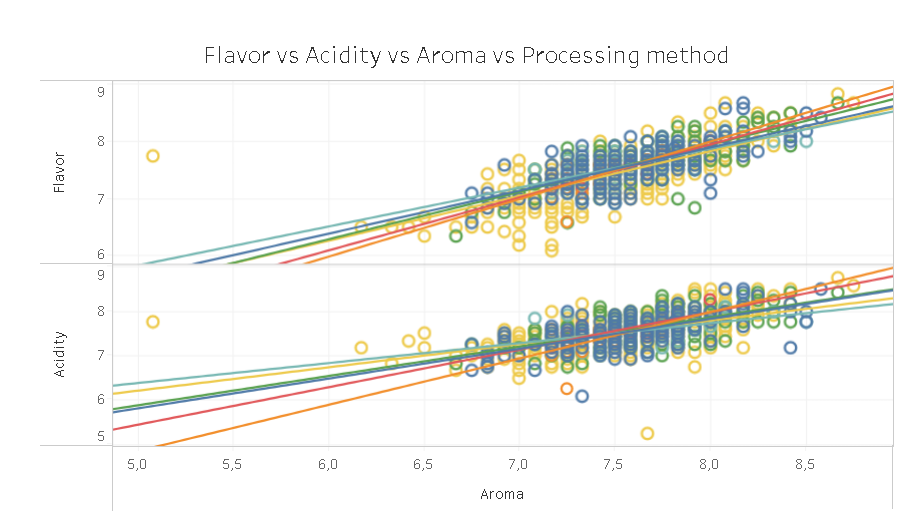 Flavor vs Acidity vs Aroma vs Processing method
9
8
Flavor
7
6
9
8
Acidity
7
6
5
5,0 5,5 6,0 6,5 7,0 7,5 8,0 8,5
Aroma